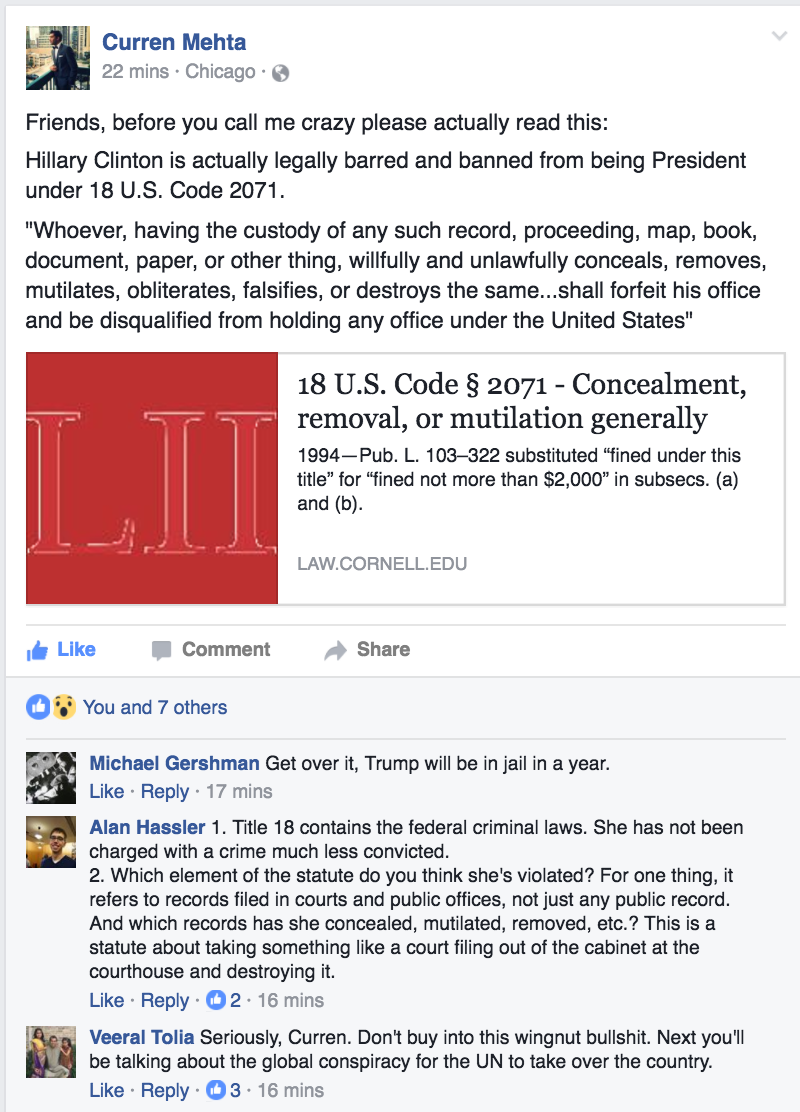 Curren Mehta
22 mins · Chicago ·
Friends, before you call me crazy please actually read this:
Hillary Clinton is actually legally barred and banned from being President
under 18 U.S. Code 2071.
"Whoever, having the custody of any such record, proceeding, map, book,
document, paper, or other thing, willfully and unlawfully conceals, removes,
mutilates, obliterates, falsifies, or destroys the same...shall forfeit his office
and be disqualified from holding any office under the United States"
LII
18 U.S. Code § 2071 - Concealment,
removal, or mutilation generally
1994—Pub. L. 103–322 substituted “fined under this
title” for “fined not more than $2,000” in subsecs. (a)
and (b).
LAW.CORNELL.EDU
Like Comment Share
You and 7 others
Michael Gershman Get over it, Trump will be in jail in a year.
Like · Reply · 17 mins
Alan Hassler 1. Title 18 contains the federal criminal laws. She has not been
charged with a crime much less convicted.
2. Which element of the statute do you think she's violated? For one thing, it
refers to records filed in courts and public offices, not just any public record.
And which records has she concealed, mutilated, removed, etc.? This is a
statute about taking something like a court filing out of the cabinet at the
courthouse and destroying it.
Like · Reply · 2 · 16 mins
Veeral Tolia Seriously, Curren. Don't buy into this wingnut bullshit. Next you'll
be talking about the global conspiracy for the UN to take over the country.
Like · Reply · 3 · 16 mins